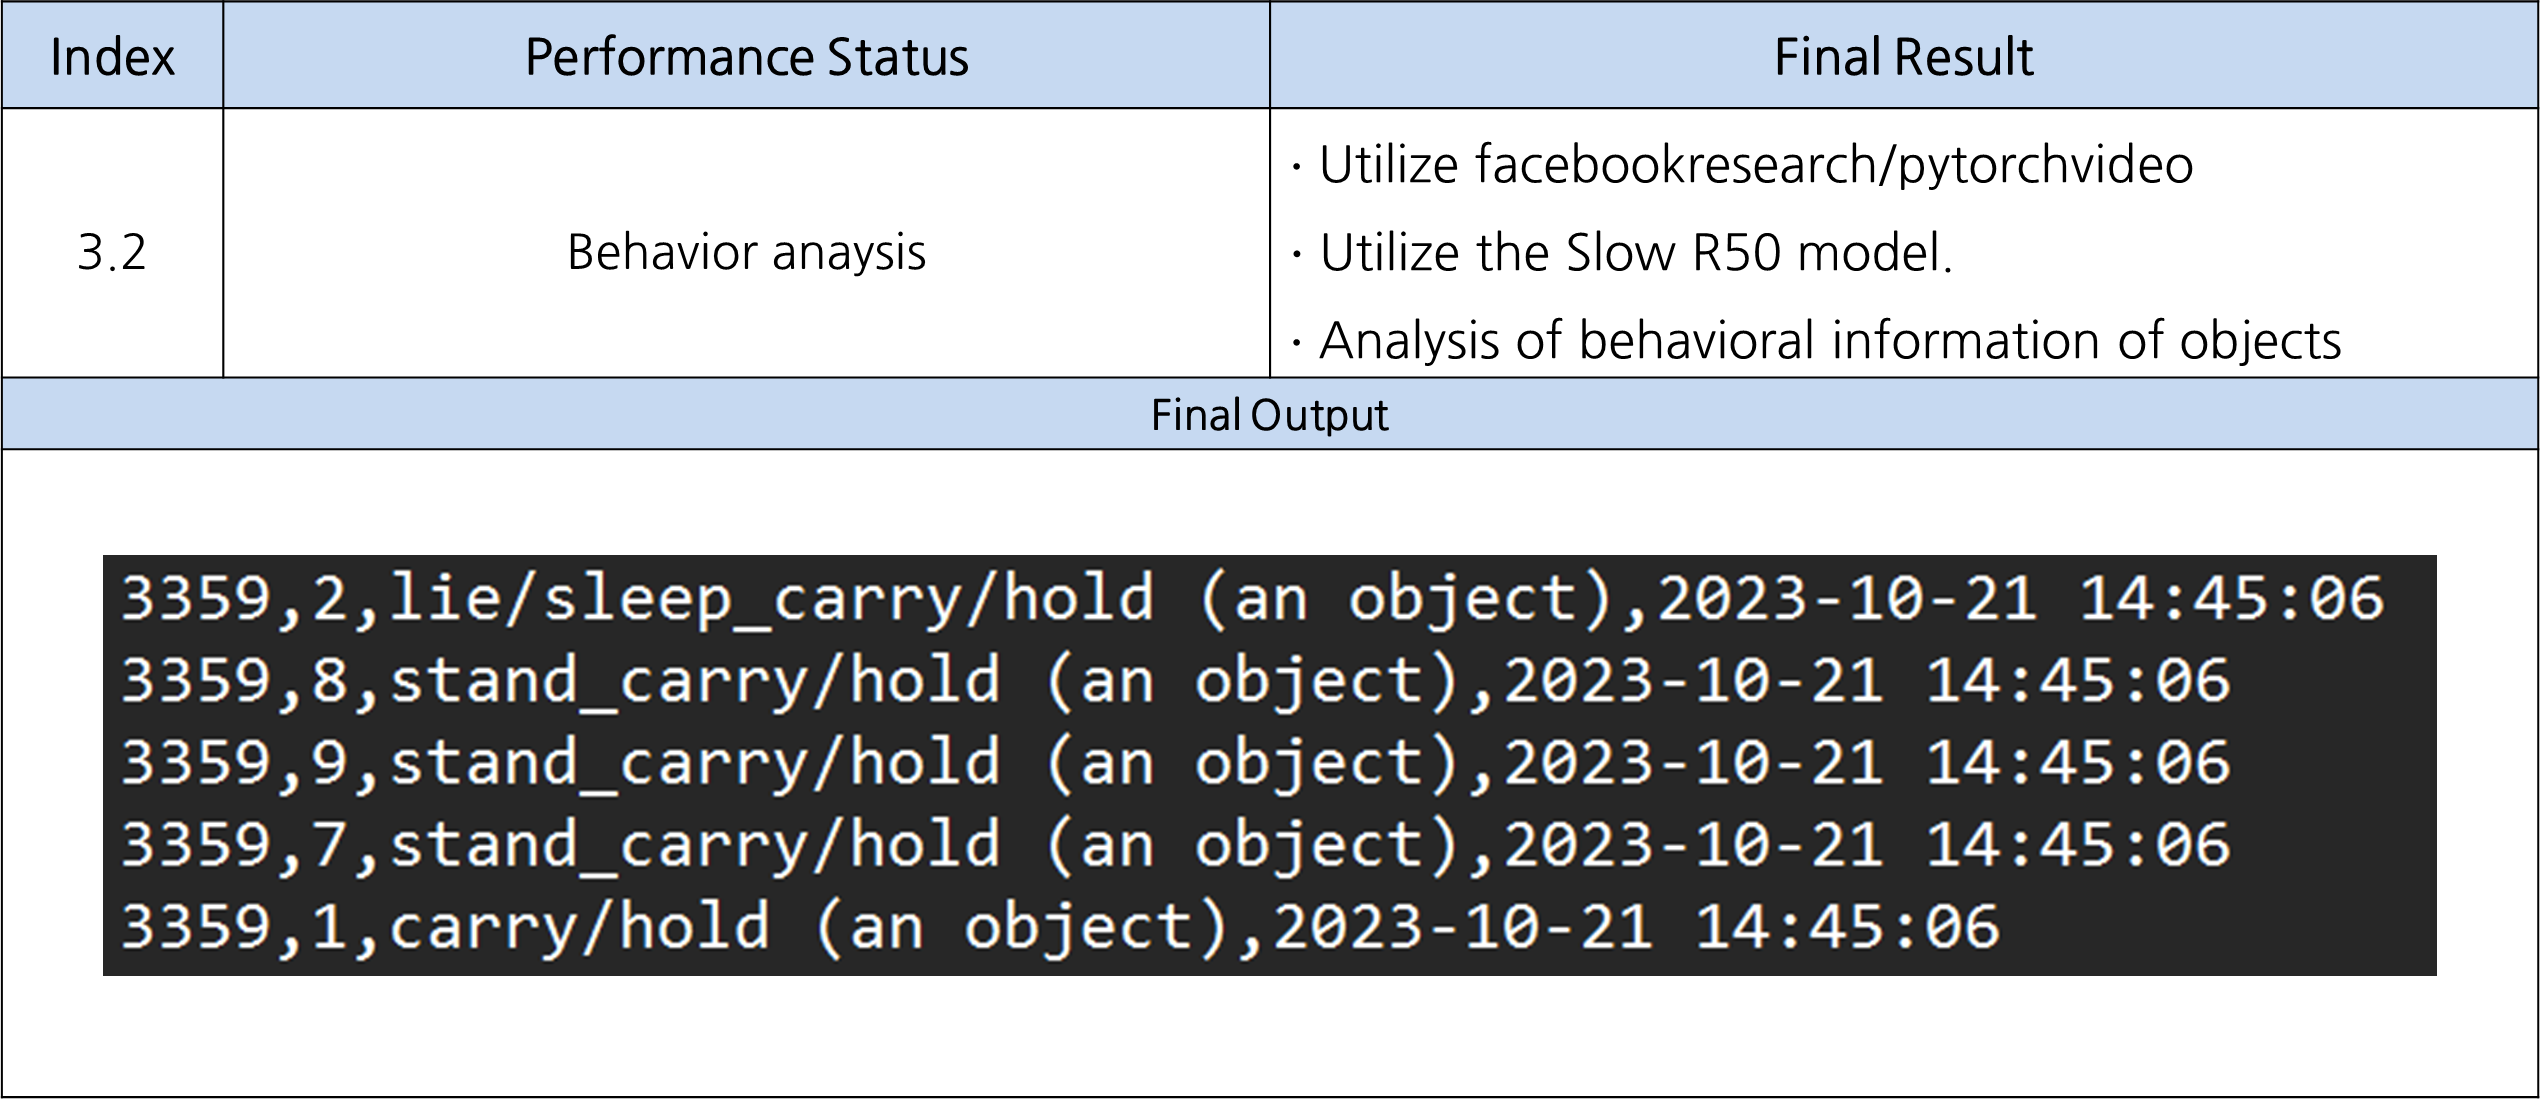 Index Performance Status Final Result
3.2 Behavior anaysis
· Utilize facebookresearch/pytorchvideo
· Utilize the Slow R50 model.
· Analysis of behavioral information of objects
Final Output
3359,2,lie/sleep_carry/hold (an object),2023-10-21 14:45:06
3359,8,stand_carry/hold (an object),2023-10-21 14:45:06
3359,9,stand_carry/hold (an object),2023-10-21 14:45:06
3359,7,stand_carry/hold (an object),2023-10-21 14:45:06
3359,1,carry/hold (an object),2023-10-21 14:45:06